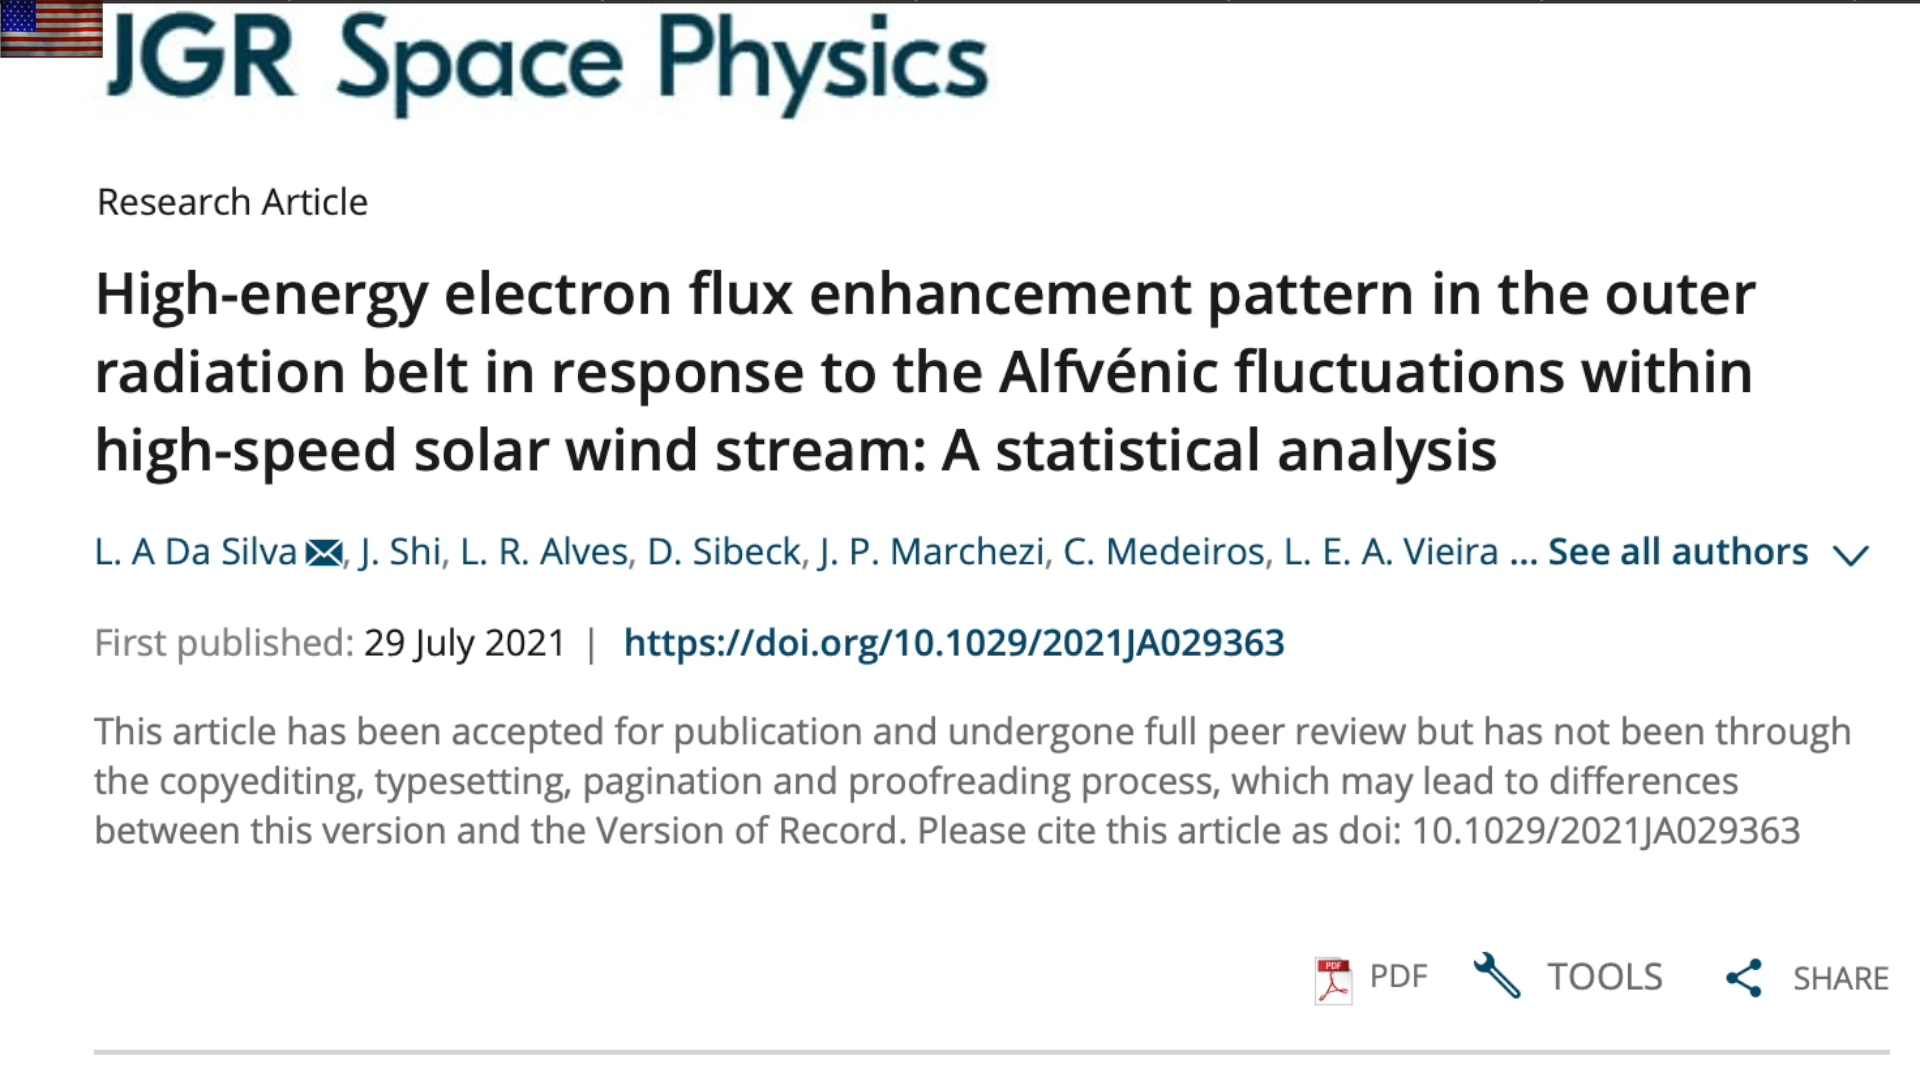 JGR Space Physics
Research Article
High-energy electron flux enhancement pattern in the outer
radiation belt in response to the Alfvénic fluctuations within
high-speed solar wind stream: A statistical analysis
L. A Da Silva, J. Shi, L. R. Alves, D. Sibeck, J. P. Marchezi, C. Medeiros, L. E. A. Vieira ... See all authors
First published: 29 July 2021 | https://doi.org/10.1029/2021JA029363
This article has been accepted for publication and undergone full peer review but has not been through
the copyediting, typesetting, pagination and proofreading process, which may lead to differences
between this version and the Version of Record. Please cite this article as doi: 10.1029/2021JA029363
PDF PDF TOOLS SHARE